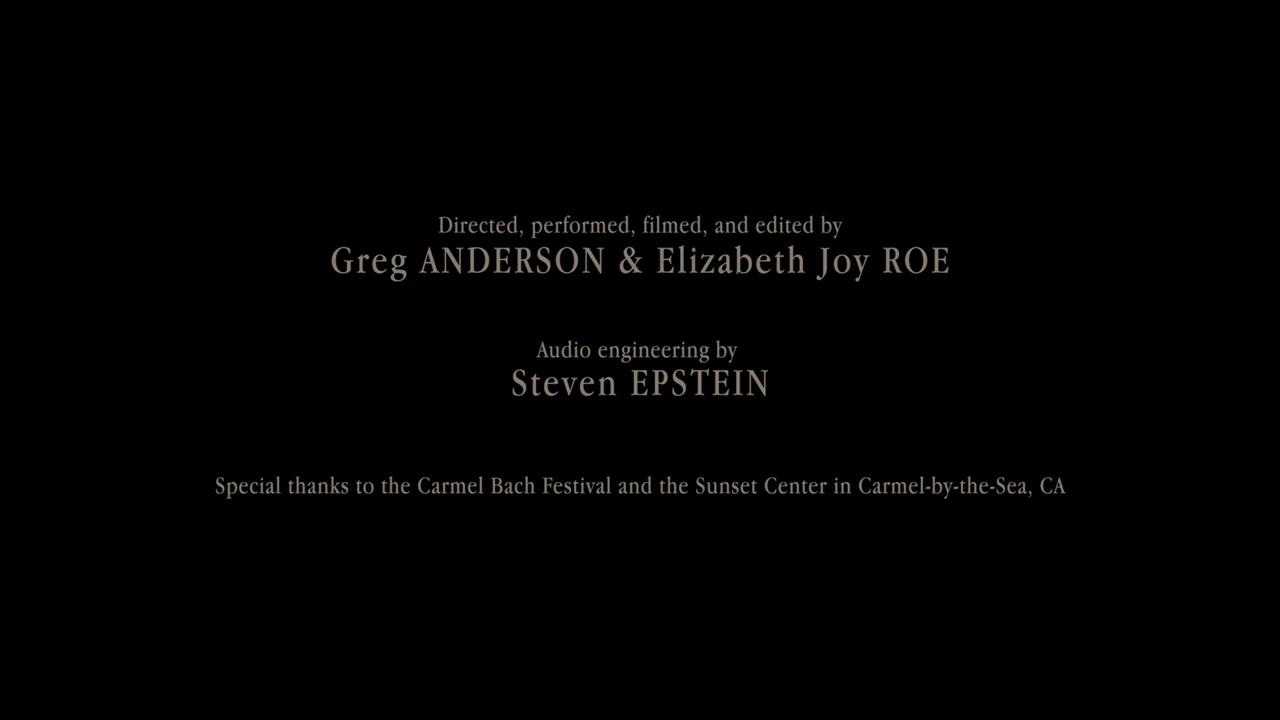 Directed, performed, filmed, and edited by
Greg ANDERSON & Elizabeth Joy ROE
Audio engineering by
Steven EPSTEIN
Special thanks to the Carmel Bach Festival and the Sunset Center in Carmel-by-the-Sea, CA